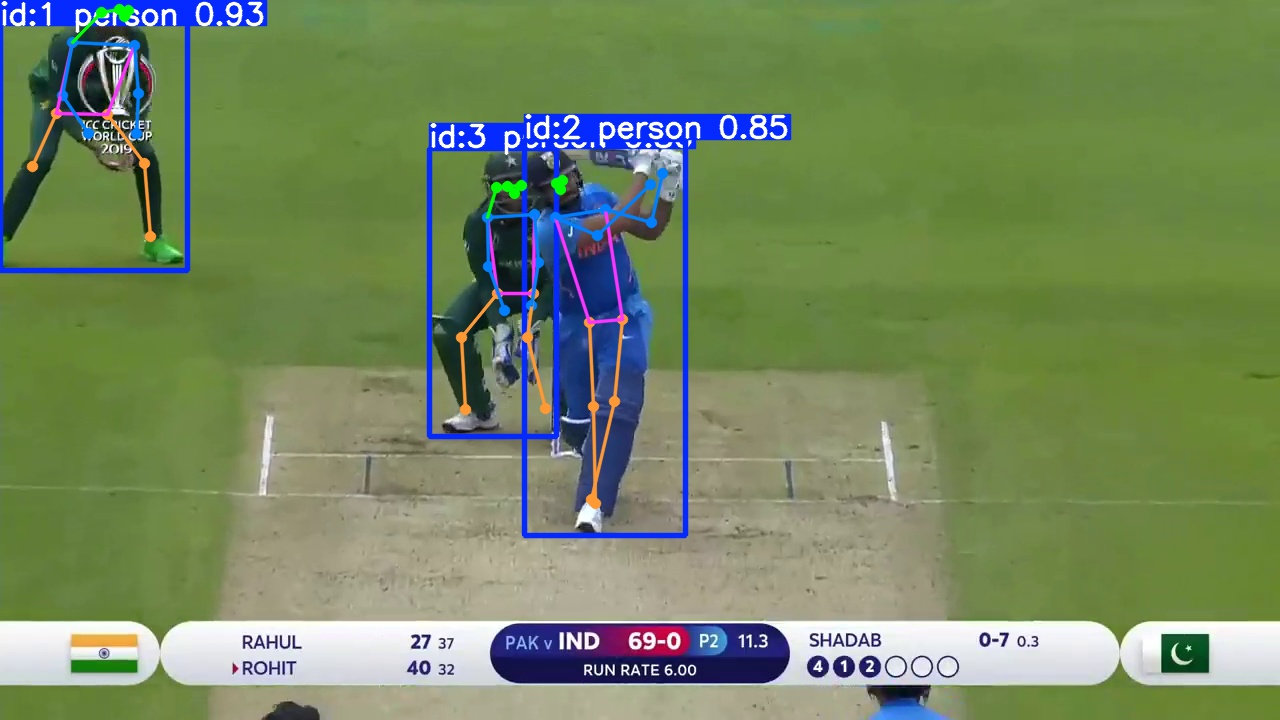 id:1 person 0.93
id:2 person 0.85
id:3
ICC CRICKET
WORLD CUP
2019
INDIA
RAHUL 27 37
ROHIT 40 32
PAK v IND 69-0 P2 11.3
RUN RATE 6.00
SHADAB 0-7 0.3
4 1 2